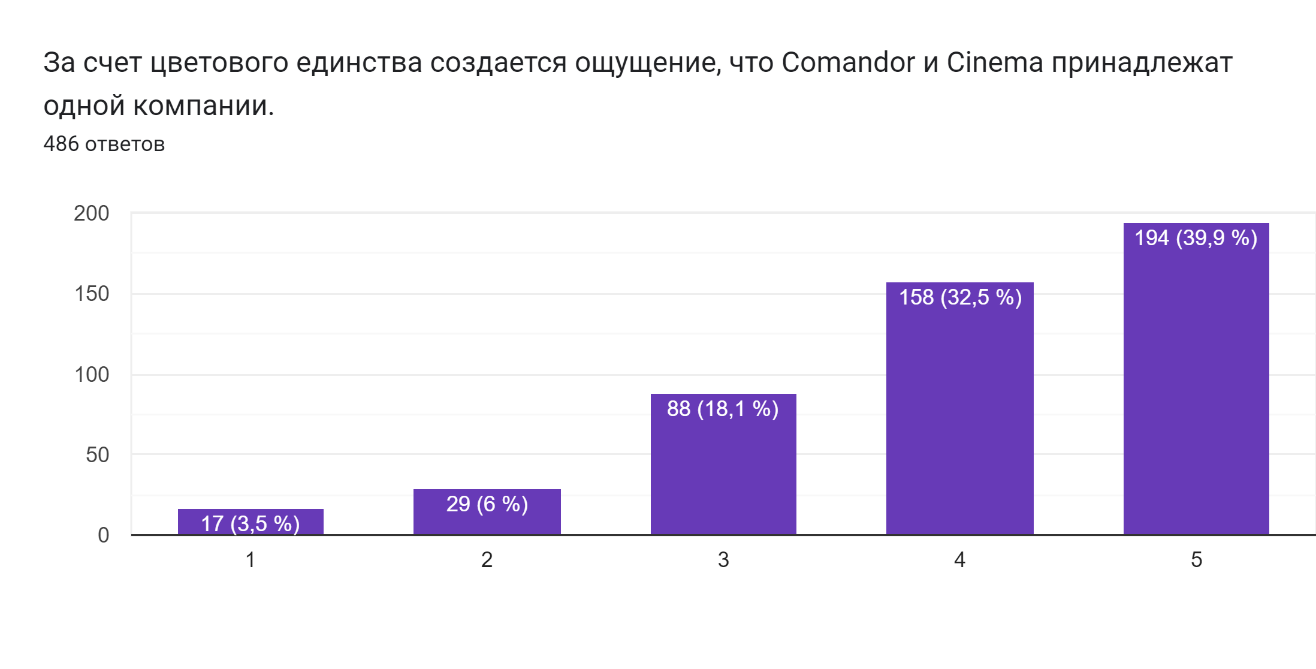 За счет цветового единства создается ощущение, что Comandor и Cinema принадлежат
одной компании.
486 ответов
200
150
100
50
0
17 (3,5 %)
29 (6 %)
88 (18,1 %)
158 (32,5 %)
194 (39,9 %)
1
2
3
4
5